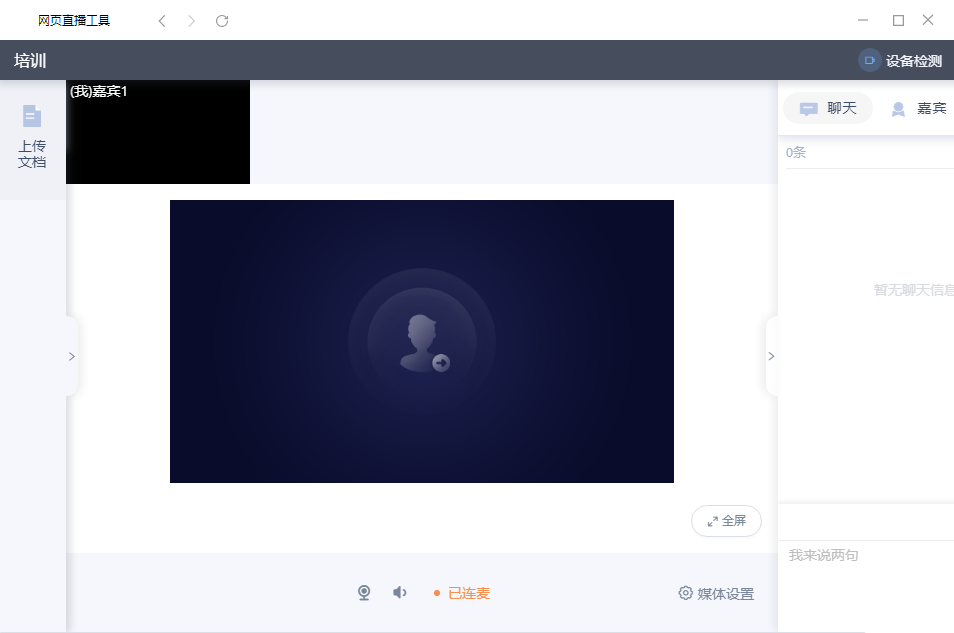 网页直播工具
培训
设备检测
上传
文档
(我)嘉宾1
聊天
嘉宾
0条
暂无聊天信息
全屏
我来说两句
已连麦
媒体设置